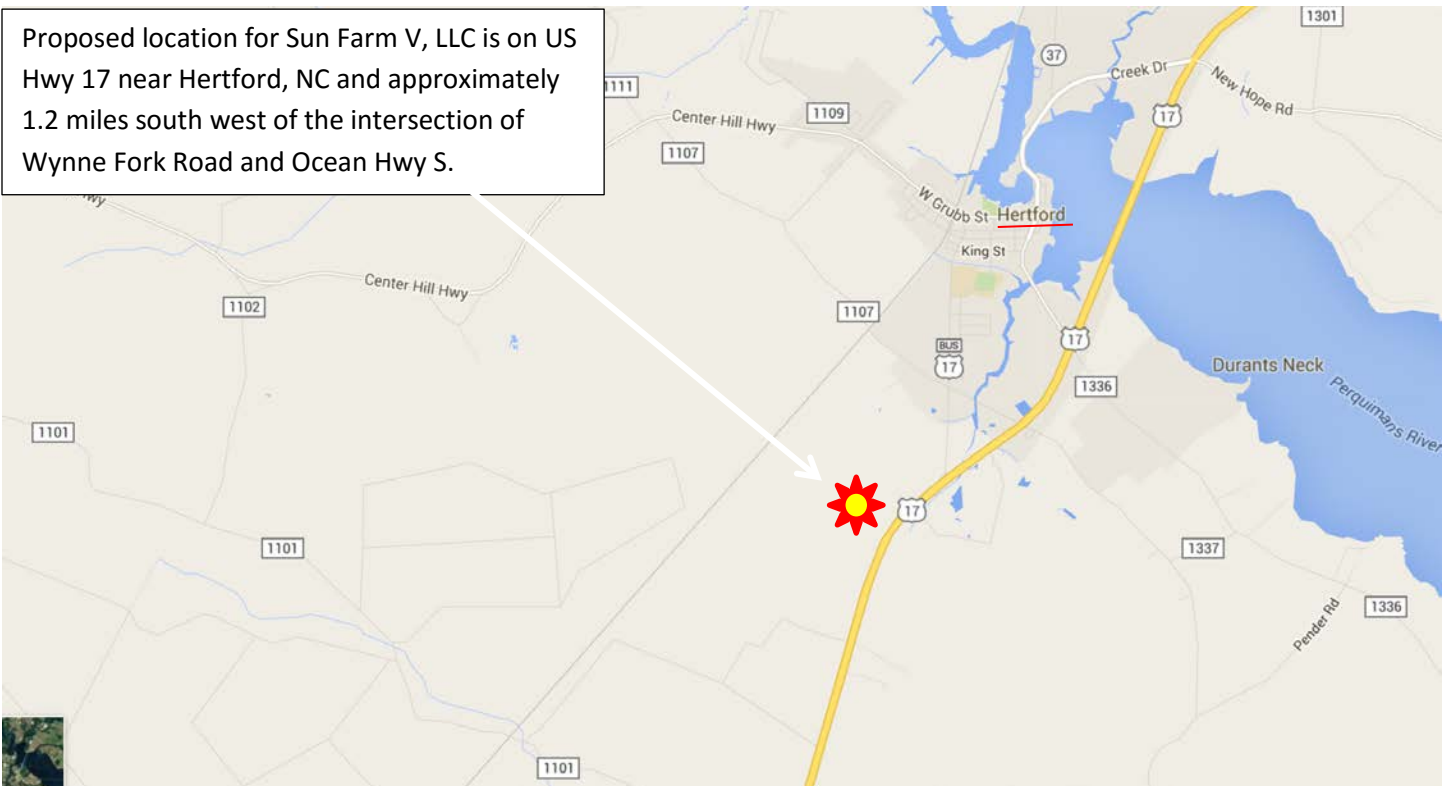 Proposed location for Sun Farm V, LLC is on US
Hwy 17 near Hertford, NC and approximately
1.2 miles south west of the intersection of
Wynne Fork Road and Ocean Hwy S.
1301
37
Creek Dr
New Hope Rd
17
1111
1109
Center Hill Hwy
1107
W Grubb St
Hertford
King St
Center Hill Hwy
1102
1107
BUS
17
17
1336
Durants Neck
Perquimans River
1101
17
1101
1337
1336
Pender Rd
1101